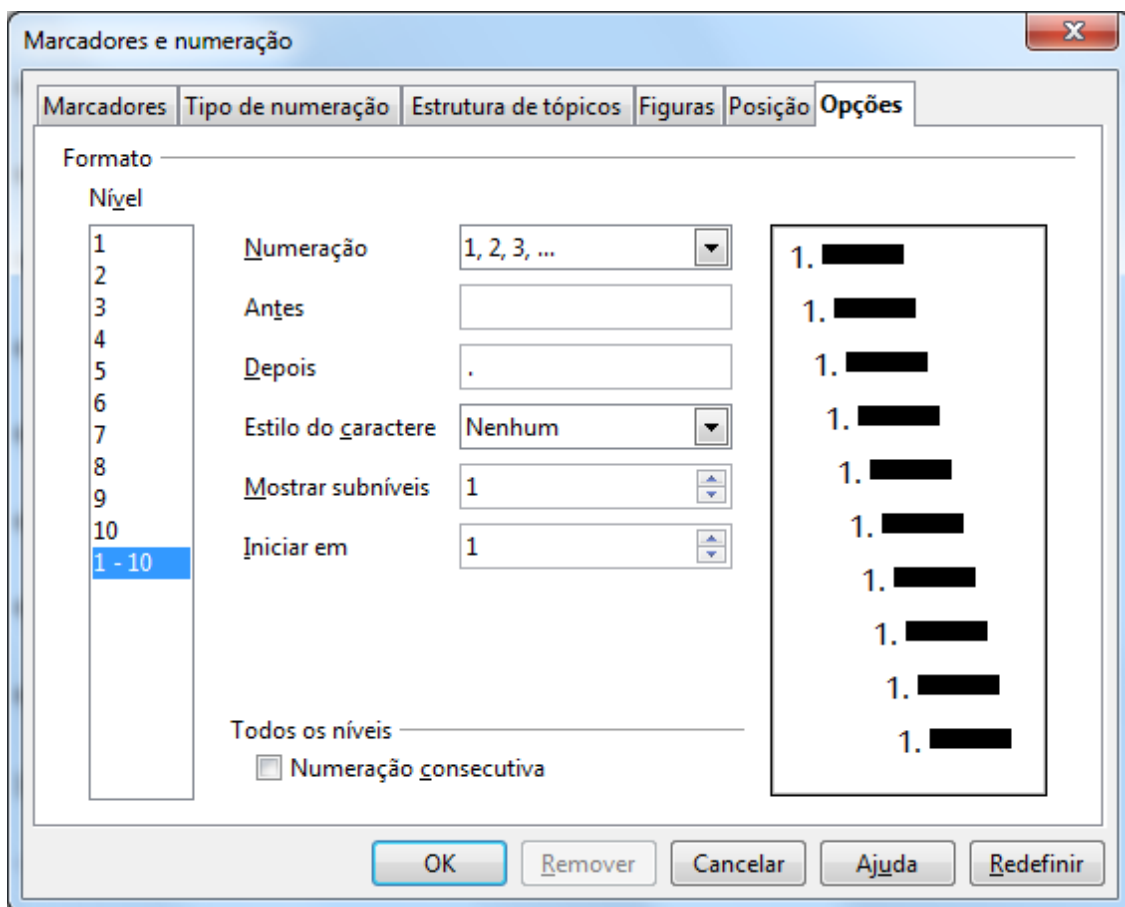 Marcadores e numeração
Marcadores Tipo de numeração Estrutura de tópicos Figuras Posição Opções
Formato
Nível
1
2
3
4
5
6
7
8
9
10
1 - 10
Numeração 1, 2, 3, ...
Antes
Depois .
Estilo do caractere Nenhum
Mostrar subníveis 1
Iniciar em 1
Todos os níveis
Numeração consecutiva
1.
1.
1.
1.
1.
1.
1.
1.
1.
1.
OK Remover Cancelar Ajuda Redefinir